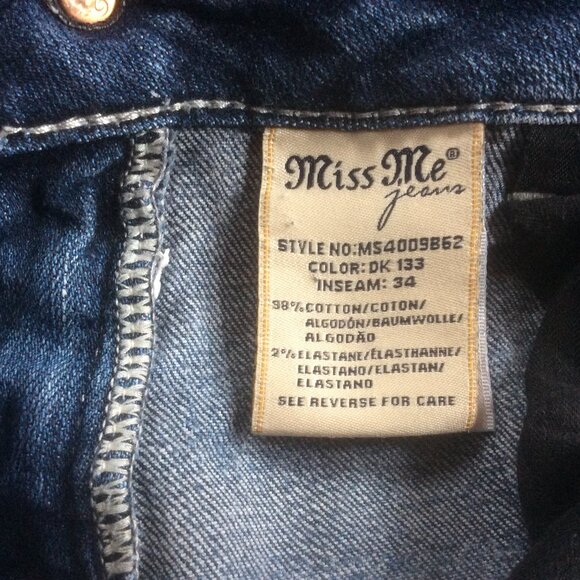 Miss Me®
jeans
STYLE NO:MS4009B62
COLOR: DK 133
INSEAM: 34
98%COTTON/COTON/
ALGODÓN/BAUMWOLLE/
ALGODÃO
2%ELASTANE/ÉLASTHANNE/
ELASTANO/ELASTAN/
ELASTANO
SEE REVERSE FOR CARE